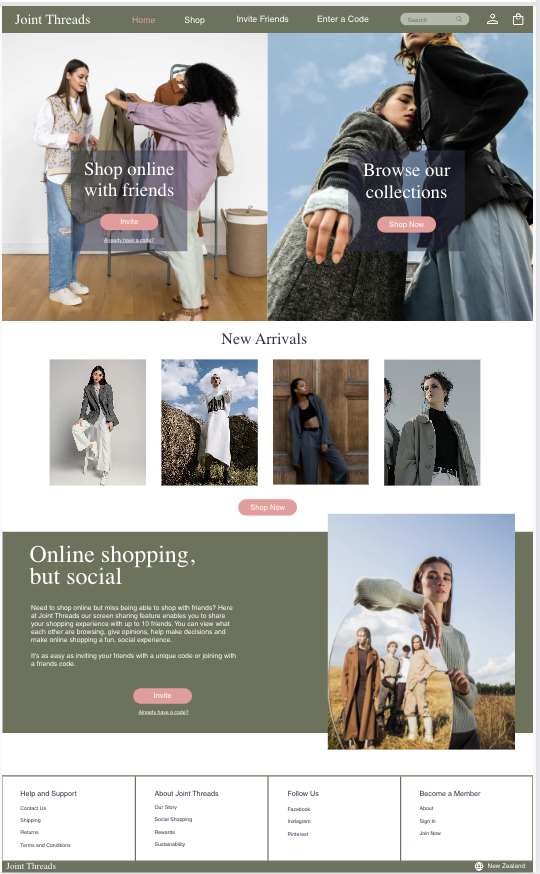 Joint Threads
Home
Shop
Invite Friends
Enter a Code
Search
Shop online
with friends
Invite
Already have a code?
Browse our
collections
Shop Now
New Arrivals
Shop Now
Online shopping,
but social
Need to shop online but miss being able to shop with friends? Here
at Joint Threads our screen sharing feature enables you to share
your shopping experience with up to 10 friends. You can view what
each other are browsing, give opinions, help make decisions and
make online shopping a fun, social experience.
It's as easy as inviting your friends with a unique code or joining with
a friends code.
Invite
Already have a code?
Help and Support
Contact Us
Shipping
Returns
Terms and Conditions
About Joint Threads
Our Story
Social Shopping
Rewards
Sustainability
Follow Us
Facebook
Instagram
Pinterest
Become a Member
About
Sign In
Join Now
Joint Threads
New Zealand